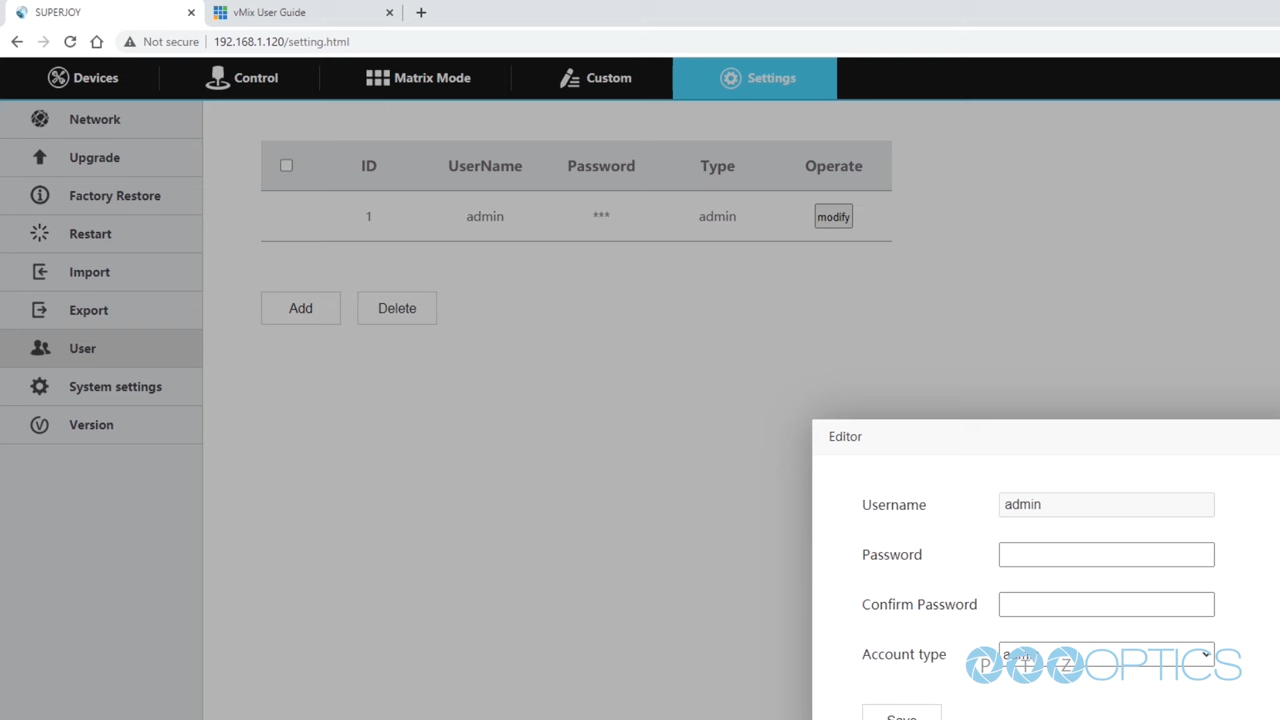 SUPERJOY
vMix User Guide
Not secure
192.168.1.120/setting.html
Devices
Control
Matrix Mode
Custom
Settings
Network
Upgrade
Factory Restore
Restart
Import
Export
User
System settings
Version
ID UserName Password Type Operate
1 admin *** admin modify
Add
Delete
Editor
Username admin
Password
Confirm Password
Account type admin
PTZOPTICS
Save